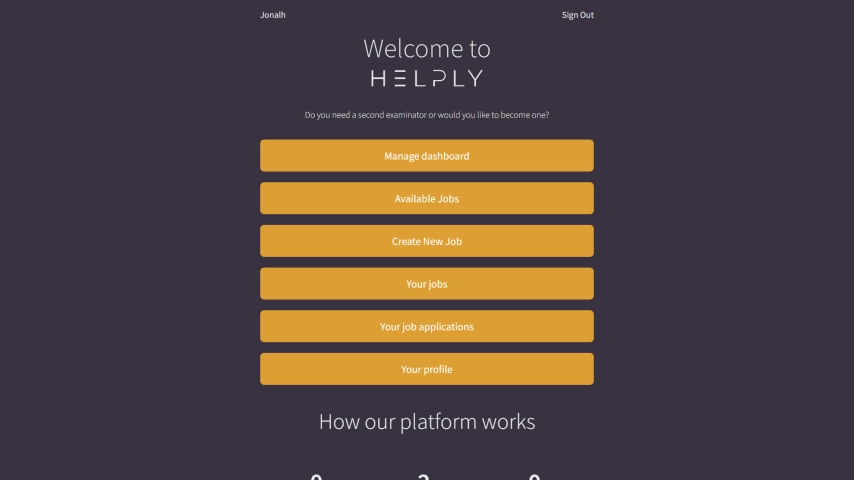 Jonalh
Sign Out
Welcome to
HELPLY
Do you need a second examinator or would you like to become one?
Manage dashboard
Available Jobs
Create New Job
Your jobs
Your job applications
Your profile
How our platform works